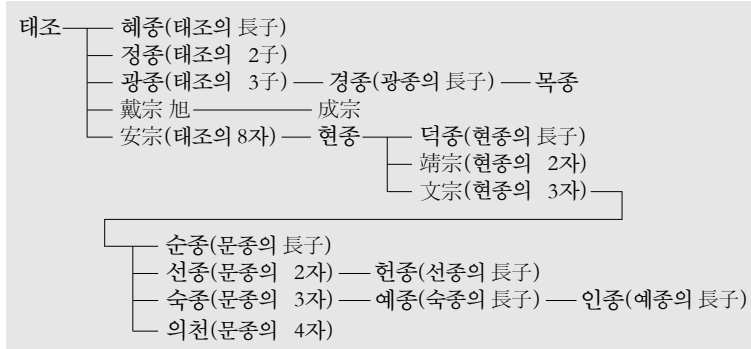 태조 혜종(태조의 長子)
정종(태조의 2子)
광종(태조의 3子) 경종(광종의 長子) 목종
戴宗 旭 成宗
安宗(태조의 8자) 현종 덕종(현종의 長子)
靖宗(현종의 2자)
文宗(현종의 3자)
순종(문종의 長子)
선종(문종의 2자) 헌종(선종의 長子)
숙종(문종의 3자) 예종(숙종의 長子) 인종(예종의 長子)
의천(문종의 4자)